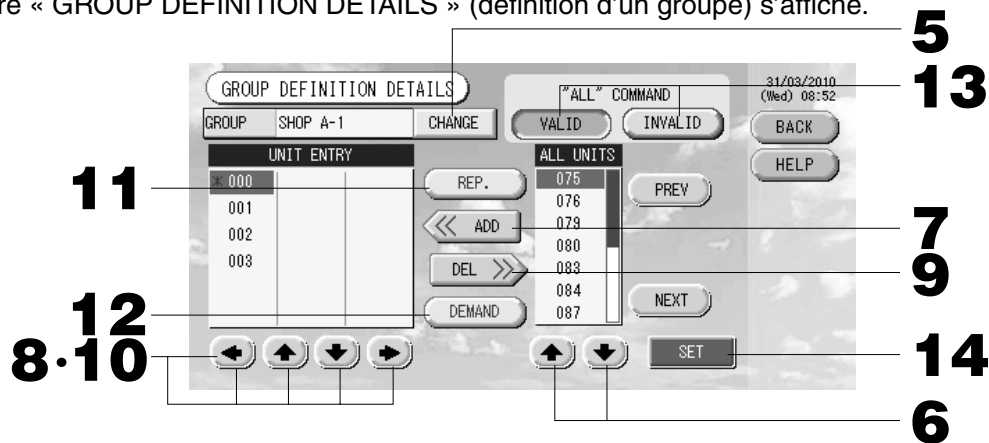 re « GROUP DEFINITION DETAILS » (définition d'un groupe) s'affiche.
5
GROUP DEFINITION DETAILS
"ALL" COMMAND
31/03/2010
(Wed) 08:52
13
GROUP SHOP A-1 CHANGE
VALID INVALID
BACK
UNIT ENTRY
ALL UNITS
HELP
11
* 000
REP.
075
PREV
001
076
002
ADD
079
7
080
003
DEL
083
9
084
NEXT
12
DEMAND
087
8·10
SET
14
6